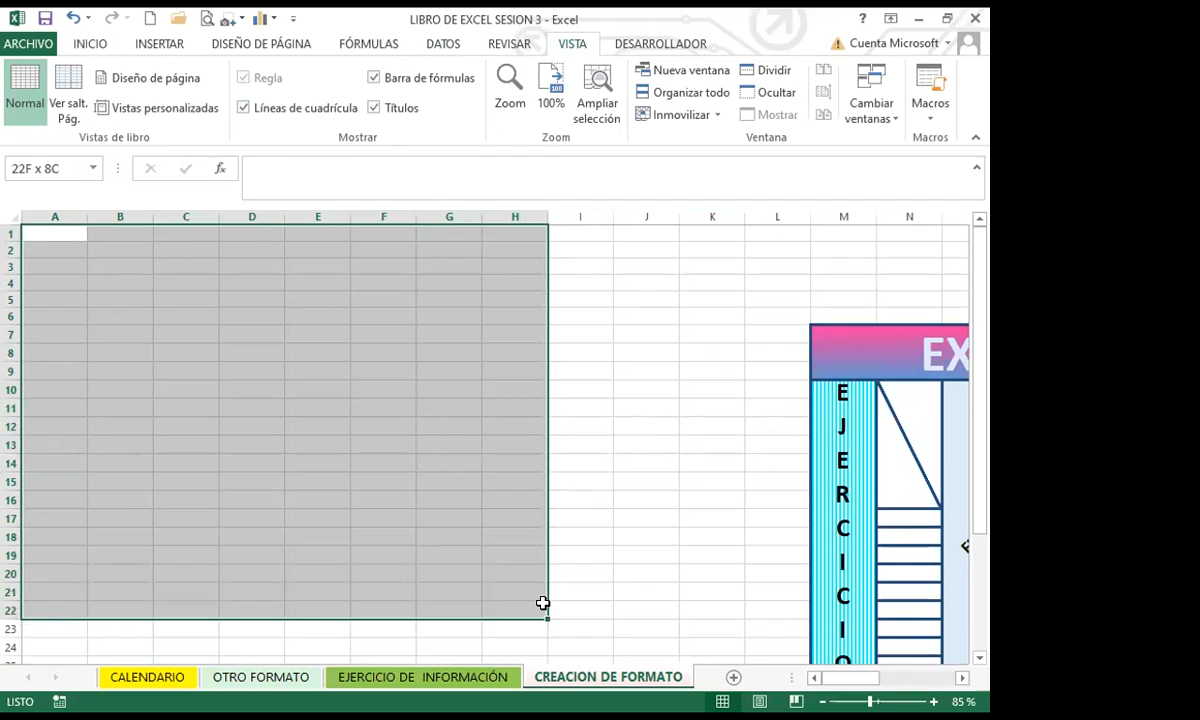 LIBRO DE EXCEL SESION 3 - Excel
ARCHIVO INICIO INSERTAR DISEÑO DE PÁGINA FÓRMULAS DATOS REVISAR VISTA DESARROLLADOR Cuenta Microsoft
Normal
Ver salt. Pág.
Diseño de página
Vistas personalizadas
Vistas de libro
Regla
Barra de fórmulas
Líneas de cuadrícula
Títulos
Mostrar
Zoom
100%
Ampliar selección
Zoom
Nueva ventana
Organizar todo
Inmovilizar
Dividir
Ocultar
Mostrar
Cambiar ventanas
Ventana
Macros
Macros
22F x 8C
fx
A B C D E F G H I J K L M N
1
2
3
4
5
6
7
8
9
10
11
12
13
14
15
16
17
18
19
20
21
22
23
24
EX
E
J
E
R
C
I
C
I
O
CALENDARIO OTRO FORMATO EJERCICIO DE INFORMACIÓN CREACION DE FORMATO
LISTO 85 %